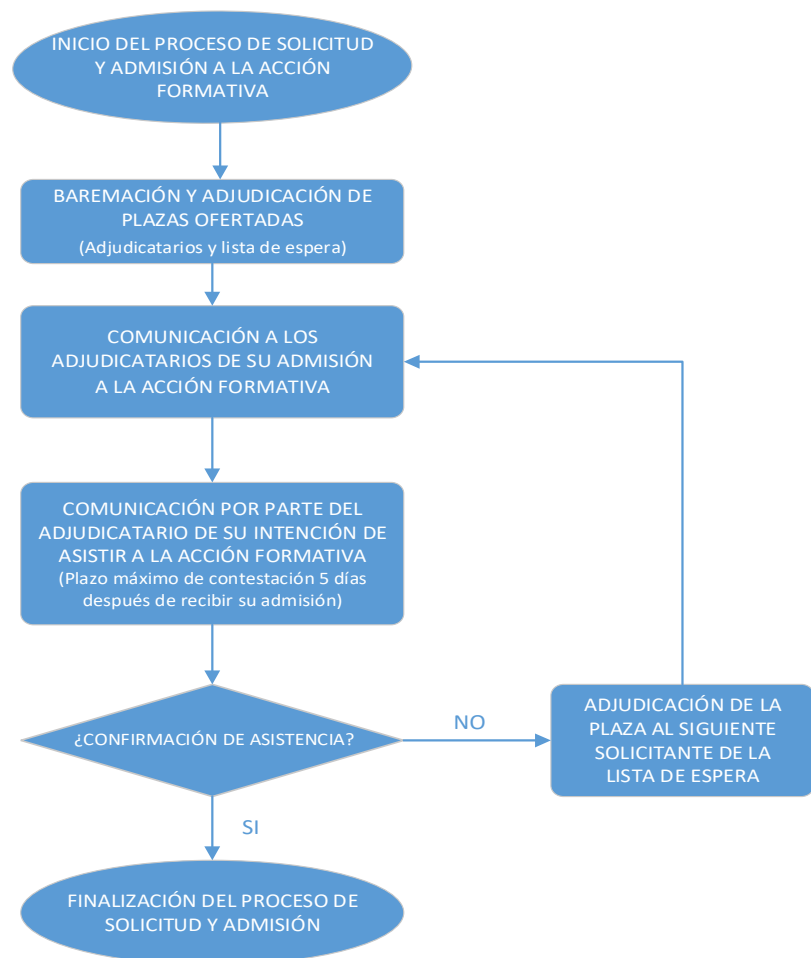 INICIO DEL PROCESO DE SOLICITUD
Y ADMISIÓN A LA ACCIÓN
FORMATIVA
BAREMACIÓN Y ADJUDICACIÓN DE
PLAZAS OFERTADAS
(Adjudicatarios y lista de espera)
COMUNICACIÓN A LOS
ADJUDICATARIOS DE SU ADMISIÓN
A LA ACCIÓN FORMATIVA
COMUNICACIÓN POR PARTE DEL
ADJUDICATARIO DE SU INTENCIÓN DE
ASISTIR A LA ACCIÓN FORMATIVA
(Plazo máximo de contestación 5 días
después de recibir su admisión)
¿CONFIRMACIÓN DE ASISTENCIA?
NO
ADJUDICACIÓN DE LA
PLAZA AL SIGUIENTE
SOLICITANTE DE LA
LISTA DE ESPERA
SI
FINALIZACIÓN DEL PROCESO DE
SOLICITUD Y ADMISIÓN